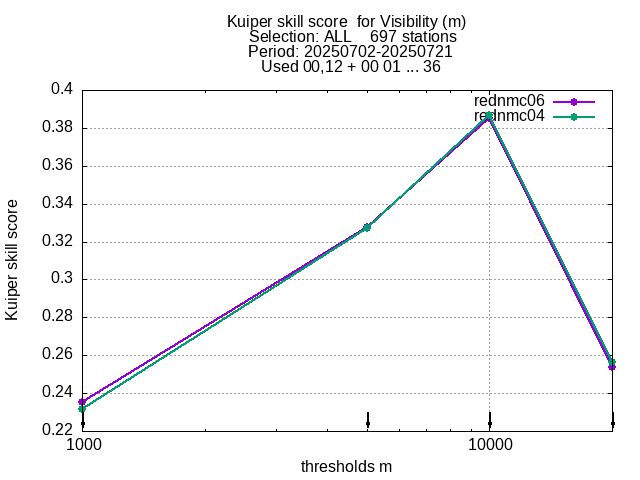 Kuiper skill score  for Visibility (m)
Selection: ALL    697 stations
Period: 20250702-20250721
Used 00,12 + 00 01 ... 36
rednmc06
rednmc04
0.4
0.38
0.36
0.34
0.32
0.3
0.28
0.26
0.24
0.22
Kuiper skill score
1000
10000
thresholds m